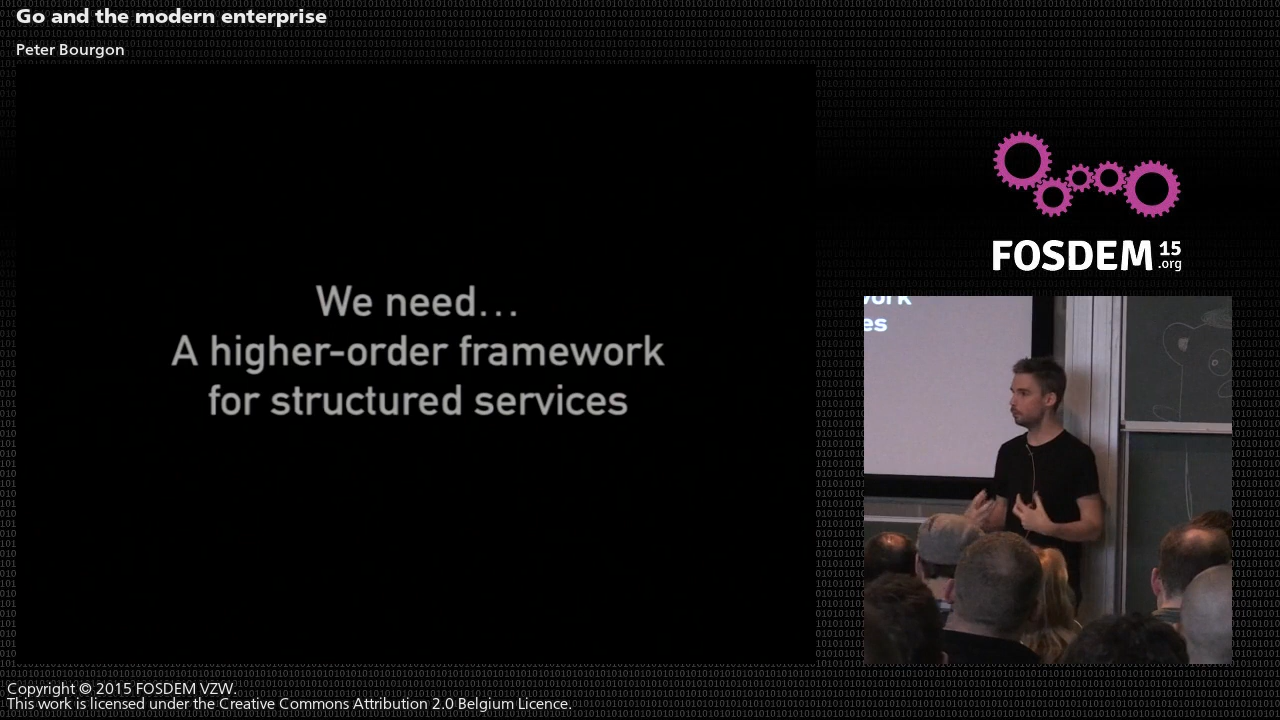 Go and the modern enterprise
Peter Bourgon
We need…
A higher-order framework
for structured services
FOSDEM 15
.org
Copyright © 2015 FOSDEM VZW.
This work is licensed under the Creative Commons Attribution 2.0 Belgium Licence.